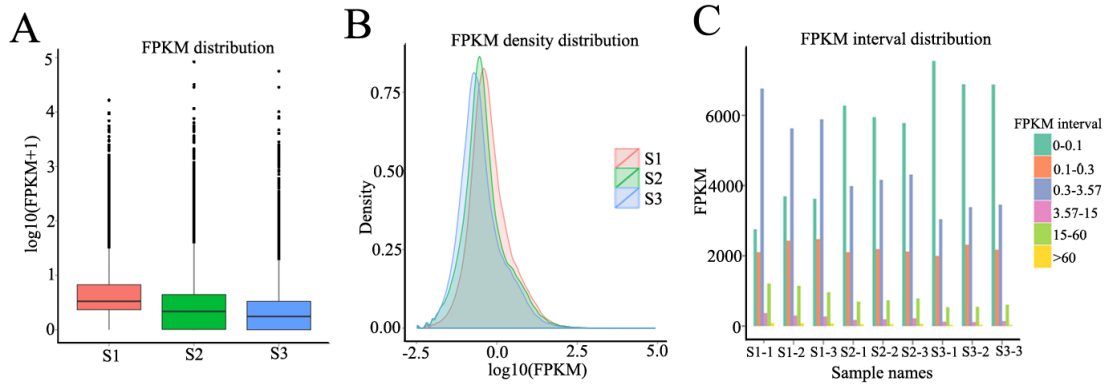 A
FPKM distribution
log10(FPKM+1)
5
4
3
2
1
0
S1
S2
S3
B
FPKM density distribution
Density
0.75
0.50
0.25
0.00
-2.5
0.0
2.5
5.0
log10(FPKM)
S1
S2
S3
C
FPKM interval distribution
FPKM
6000
4000
2000
0
S1-1
S1-2
S1-3
S2-1
S2-2
S2-3
S3-1
S3-2
S3-3
Sample names
FPKM interval
0-0.1
0.1-0.3
0.3-3.57
3.57-15
15-60
>60